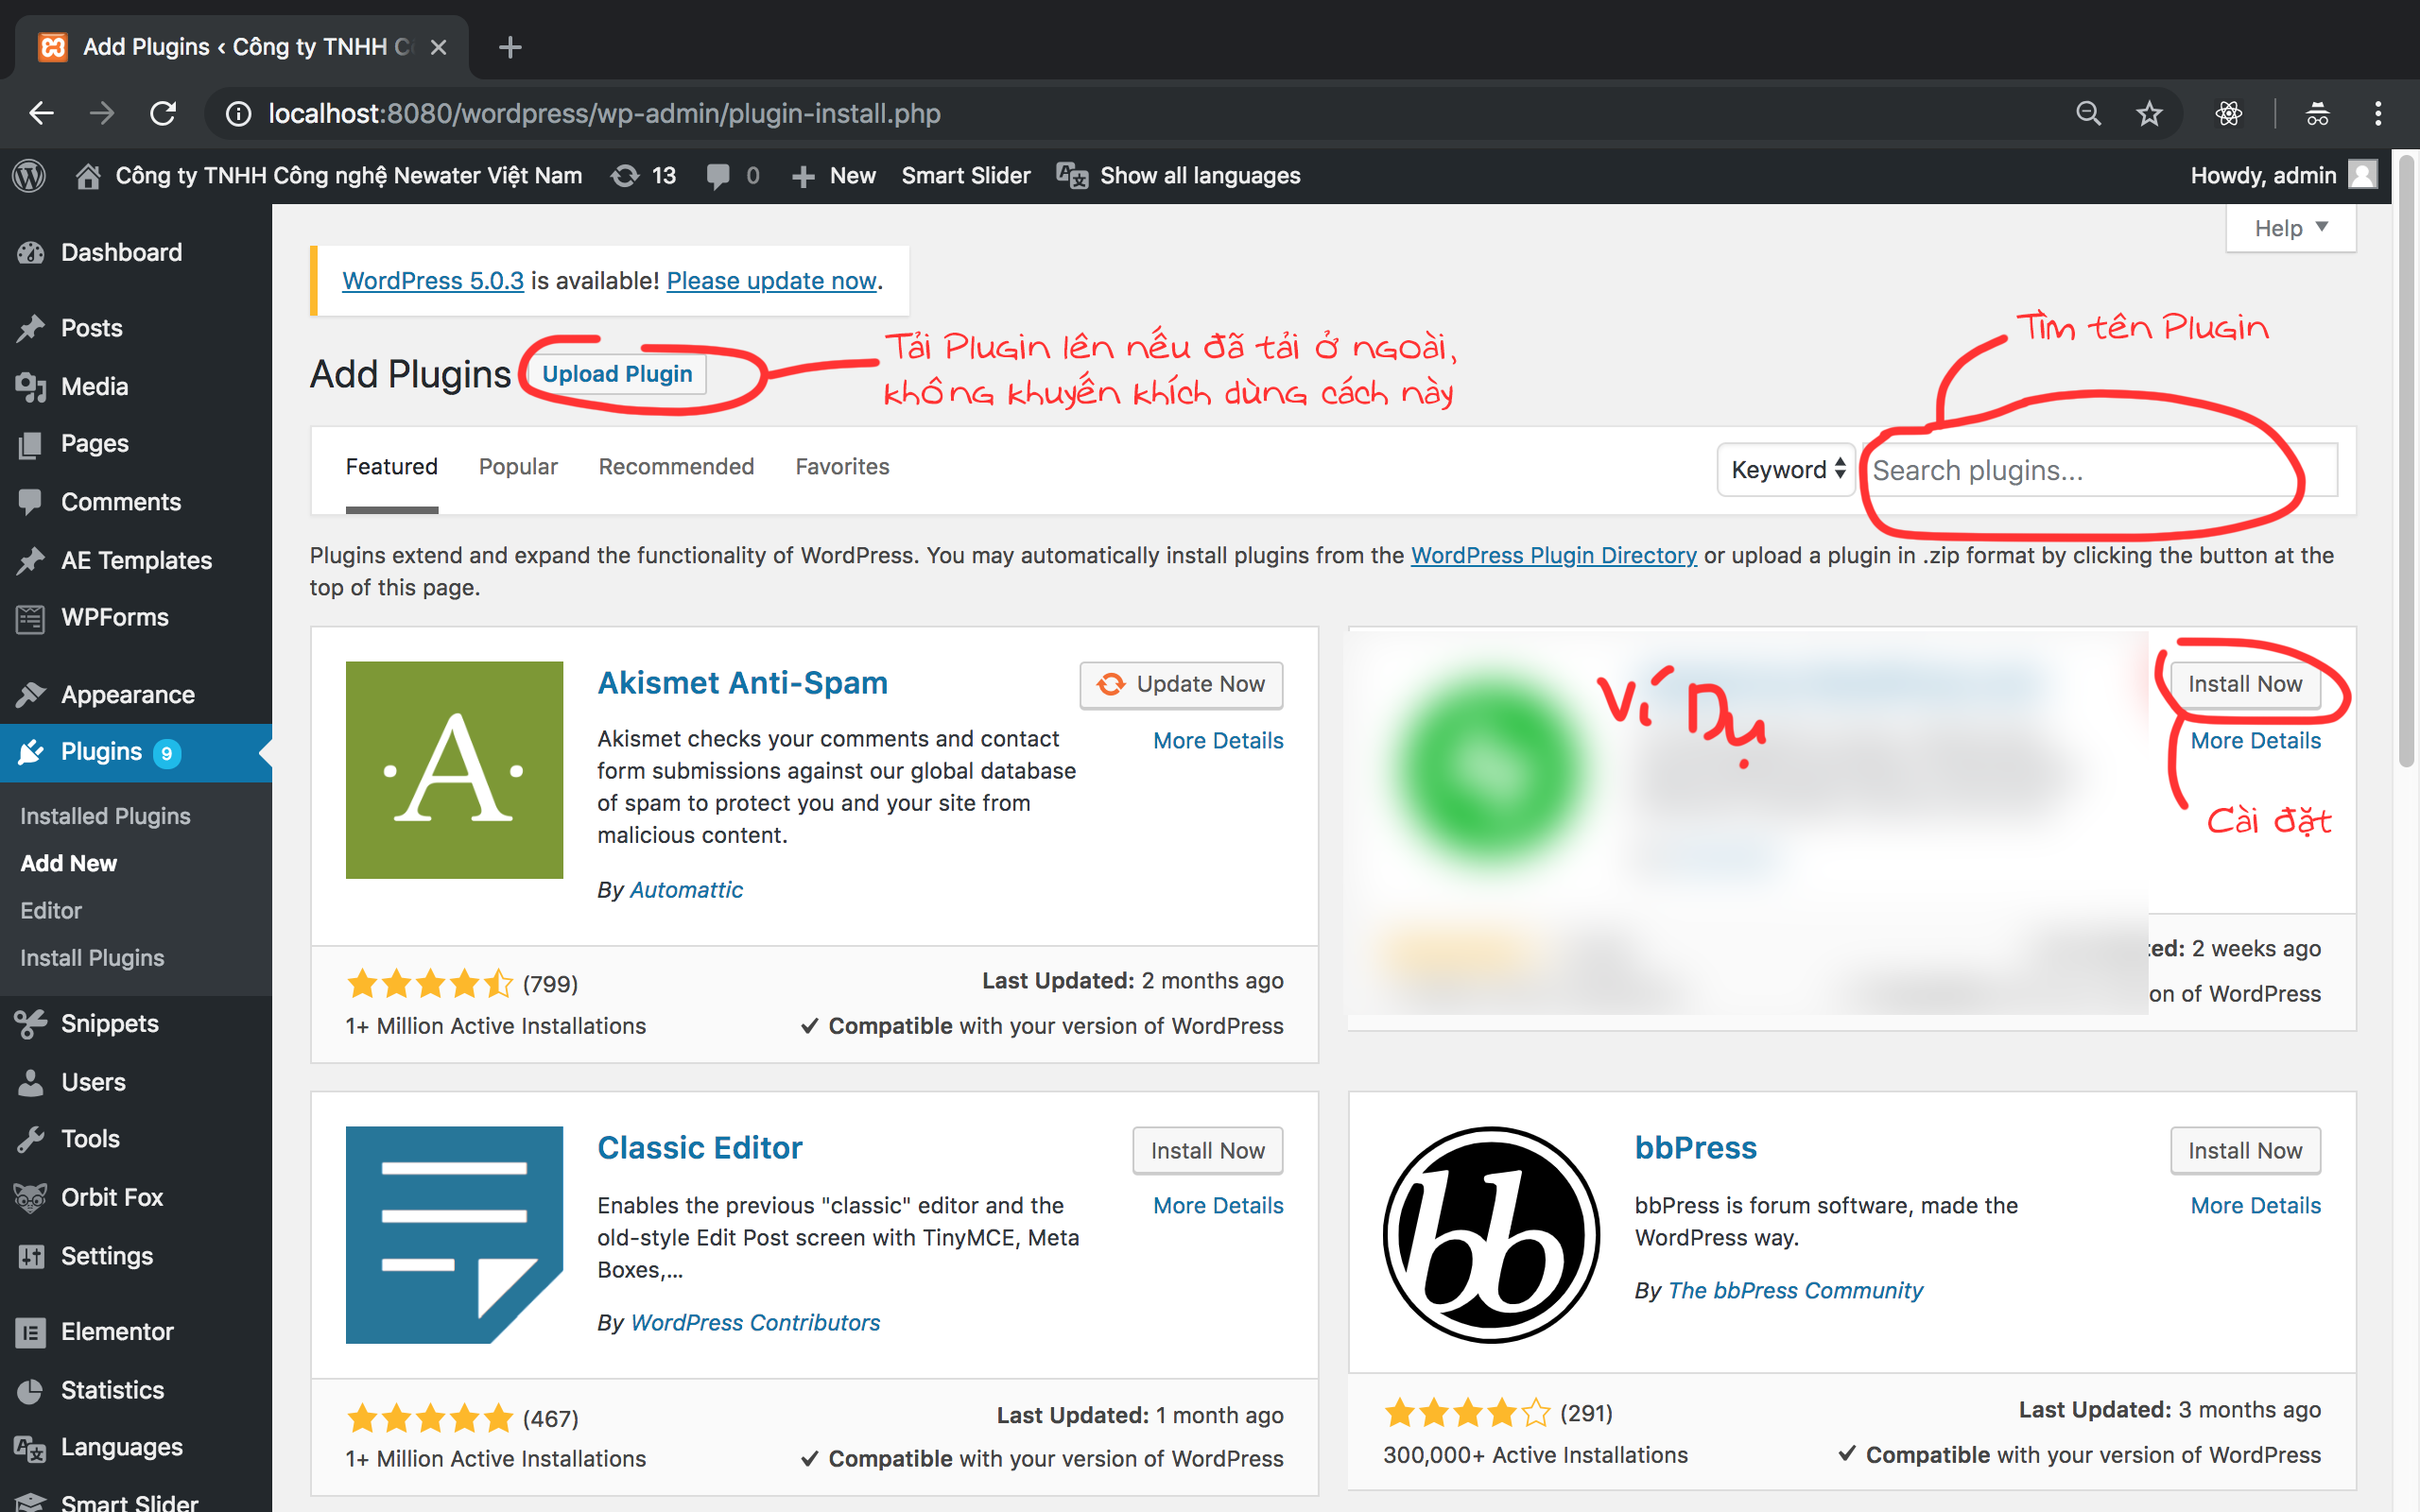 Add Plugins ‹ Công ty TNHH C
localhost:8080/wordpress/wp-admin/plugin-install.php
Công ty TNHH Công nghệ Newater Việt Nam 13 0 New Smart Slider Show all languages Howdy, admin
Help
Dashboard
Posts
Media
Pages
Comments
AE Templates
WPForms
Appearance
Plugins 9
Installed Plugins
Add New
Editor
Install Plugins
Snippets
Users
Tools
Orbit Fox
Settings
Elementor
Statistics
Languages
Smart Slider
WordPress 5.0.3 is available! Please update now.
Add Plugins Upload Plugin
Tải Plugin lên nếu đã tải ở ngoài,
không khuyến khích dùng cách này
Tìm tên Plugin
Featured Popular Recommended Favorites Keyword Search plugins...
Plugins extend and expand the functionality of WordPress. You may automatically install plugins from the WordPress Plugin Directory or upload a plugin in .zip format by clicking the button at the
top of this page.
A
Akismet Anti-Spam
Update Now
More Details
Akismet checks your comments and contact
form submissions against our global database
of spam to protect you and your site from
malicious content.
By Automattic
(799)
Last Updated: 2 months ago
1+ Million Active Installations
Compatible with your version of WordPress
Ví Dụ
Install Now
More Details
Cài đặt
ted: 2 weeks ago
on of WordPress
Classic Editor
Install Now
More Details
Enables the previous "classic" editor and the
old-style Edit Post screen with TinyMCE, Meta
Boxes,...
By WordPress Contributors
(467)
Last Updated: 1 month ago
1+ Million Active Installations
Compatible with your version of WordPress
bb
bbPress
Install Now
More Details
bbPress is forum software, made the
WordPress way.
By The bbPress Community
(291)
Last Updated: 3 months ago
300,000+ Active Installations
Compatible with your version of WordPress